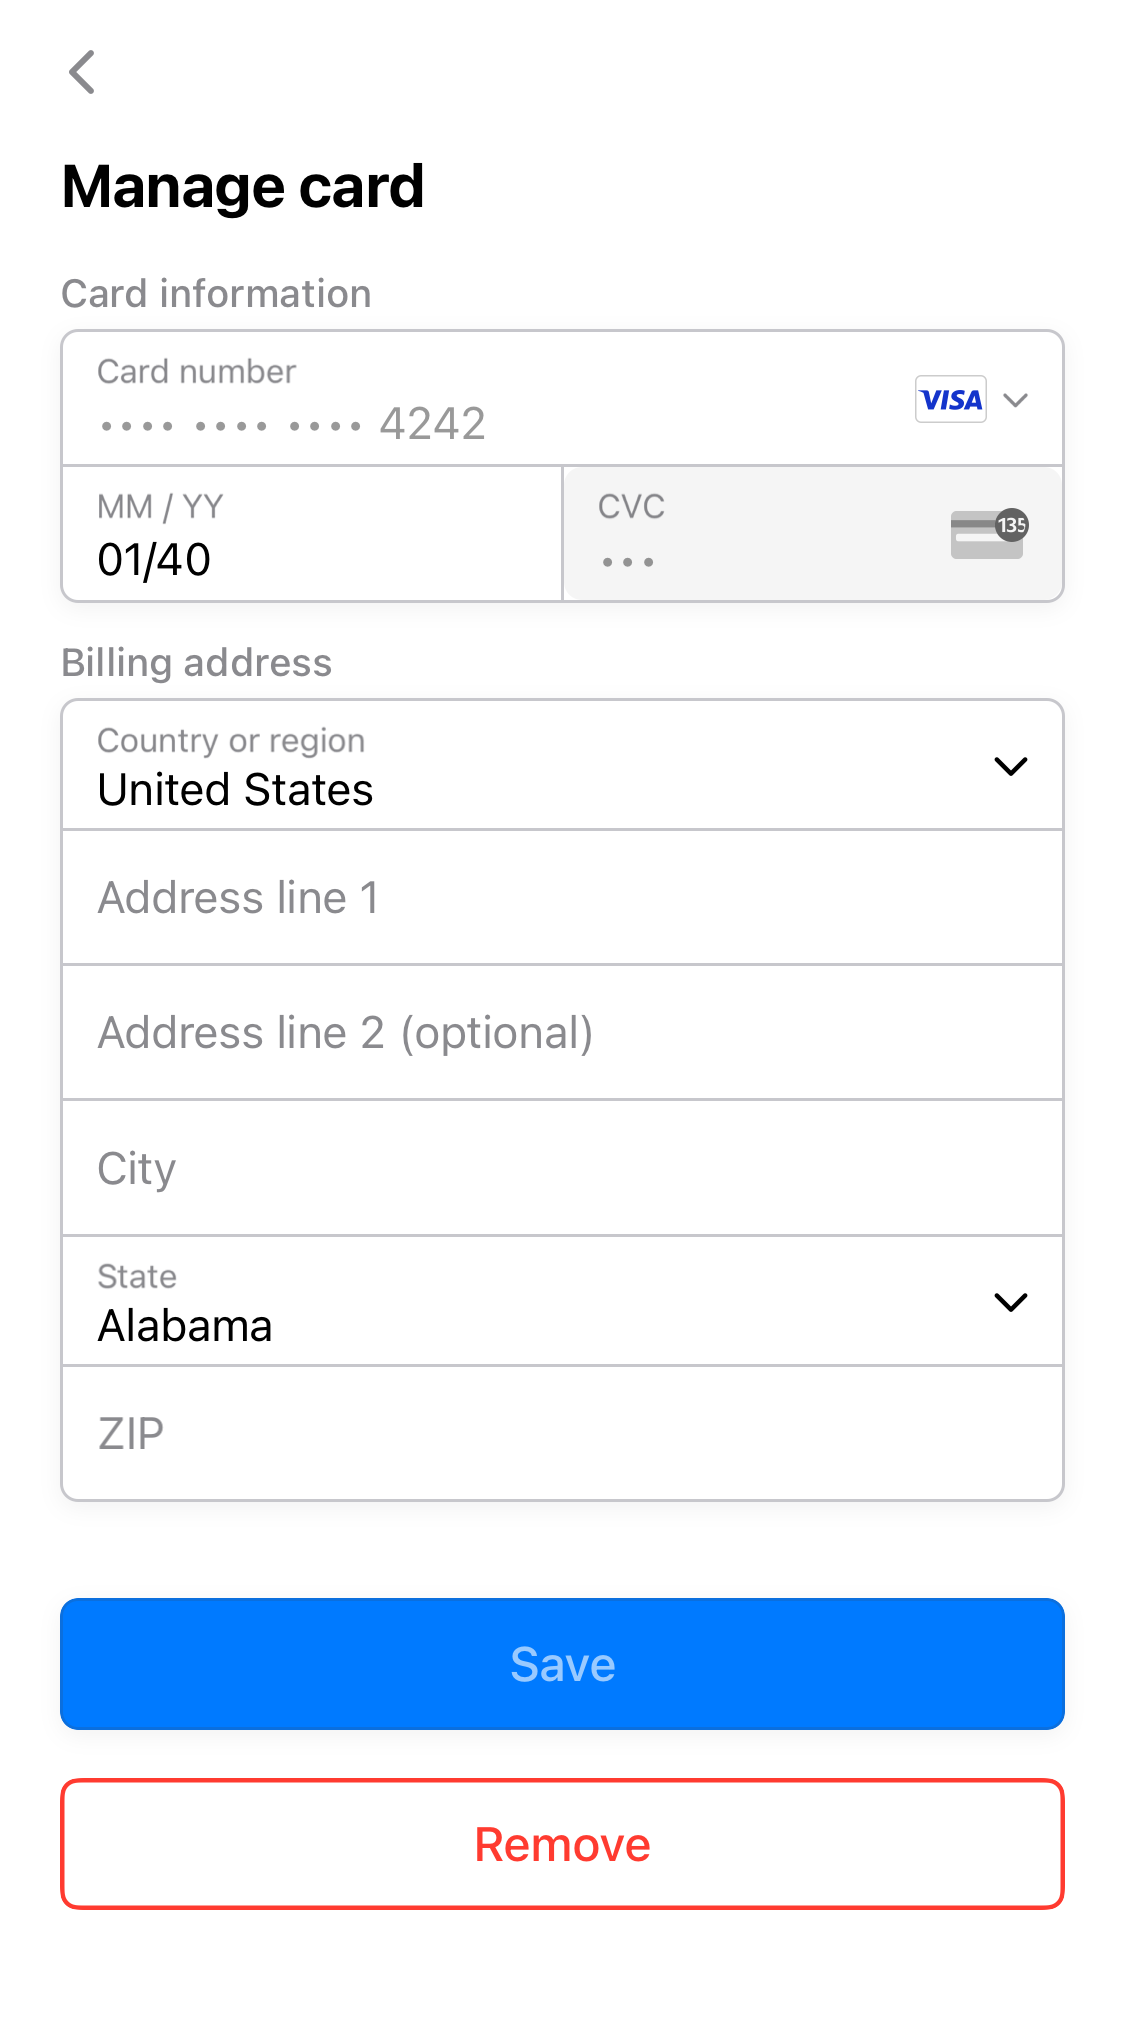 Manage card
Card information
Card number
•••• •••• •••• 4242
VISA
MM / YY
01/40
CVC
•••
135
Billing address
Country or region
United States
Address line 1
Address line 2 (optional)
City
State
Alabama
ZIP
Save
Remove